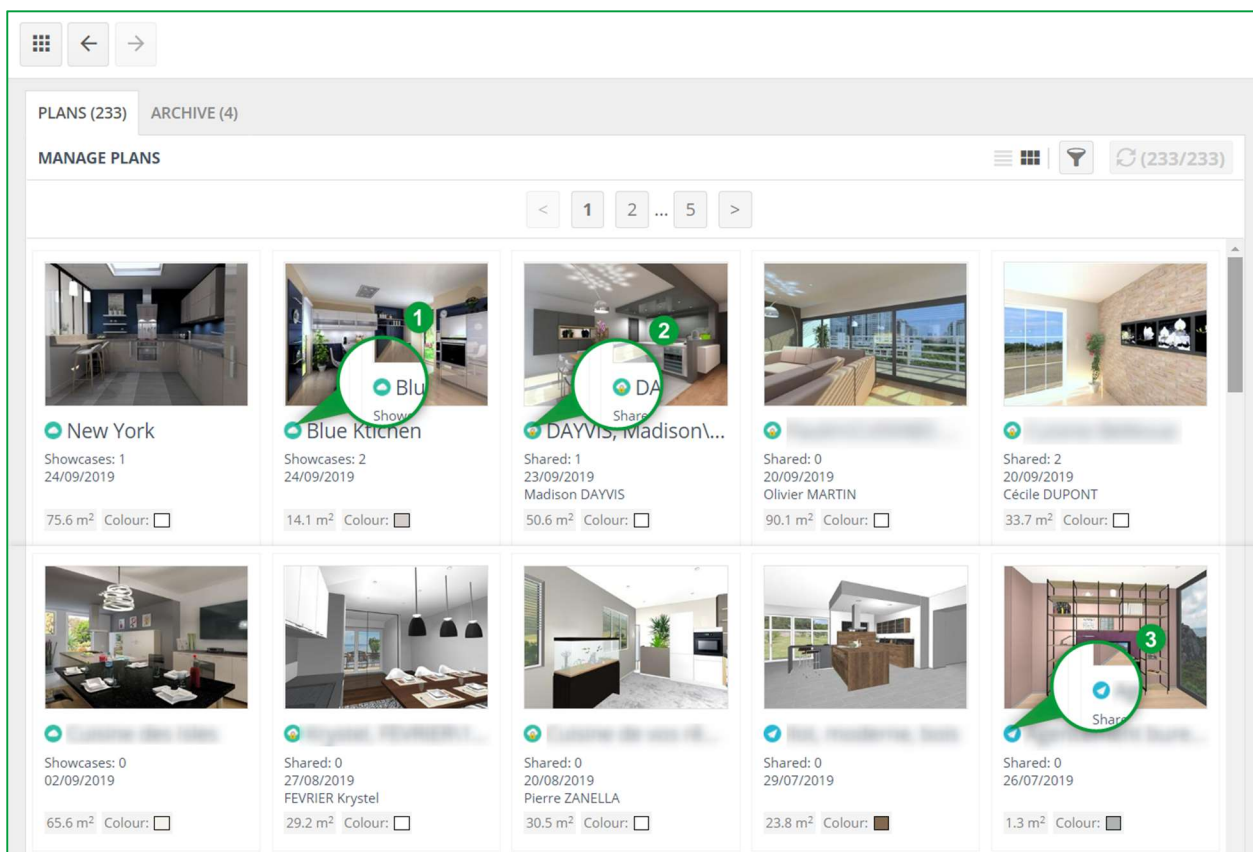 PLANS (233) ARCHIVE (4)
MANAGE PLANS
(233/233)
< 1 2 ... 5 >
1
2
Blu
DA
Showc
Share
New York
Blue Ktichen
DAYVIS, Madison\...
Showcases: 1
Showcases: 2
Shared: 1
Shared: 0
Shared: 2
24/09/2019
24/09/2019
23/09/2019
20/09/2019
20/09/2019
Madison DAYVIS
Olivier MARTIN
Cécile DUPONT
75.6 m² Colour:
14.1 m² Colour:
50.6 m² Colour:
90.1 m² Colour:
33.7 m² Colour:
3
Share
Showcases: 0
Shared: 0
Shared: 0
Shared: 0
Shared: 0
02/09/2019
27/08/2019
20/08/2019
29/07/2019
26/07/2019
FEVRIER Krystel
Pierre ZANELLA
65.6 m² Colour:
29.2 m² Colour:
30.5 m² Colour:
23.8 m² Colour:
1.3 m² Colour: